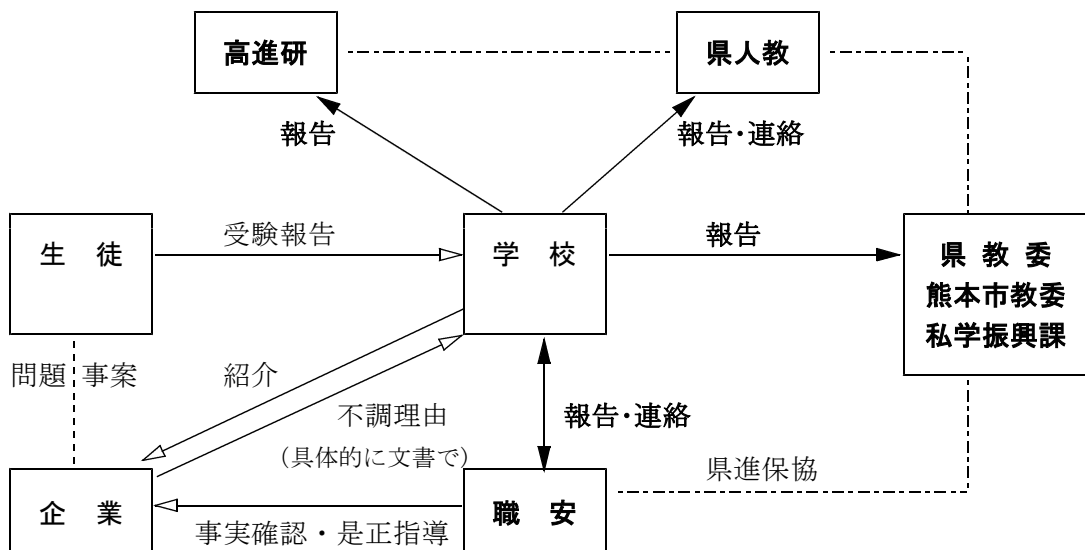 高進研
県人教
報告
報告・連絡
生　徒
受験報告
学　校
報告
県 教 委
熊本市教委
私学振興課
問題 事案
紹介
不調理由
(具体的に文書で)
報告・連絡
県進保協
企　業
職　安
事実確認・是正指導